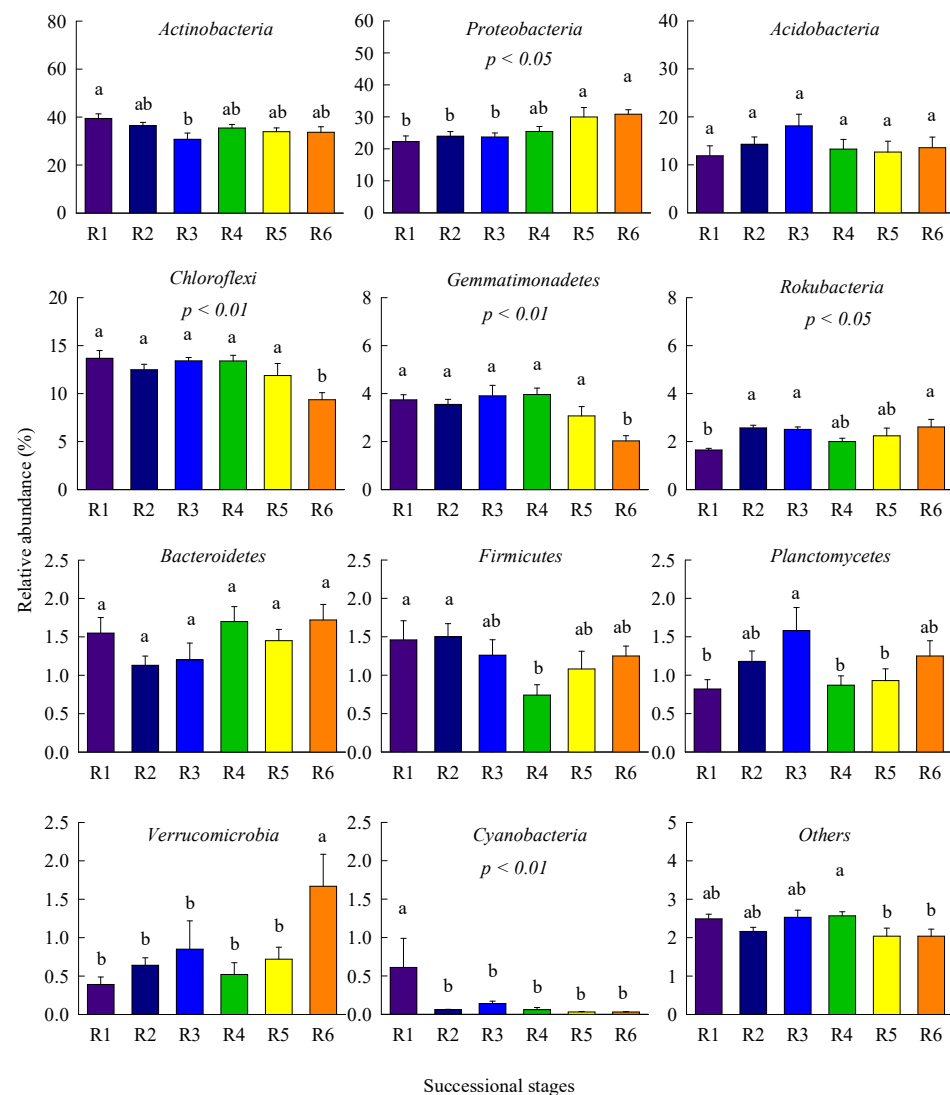 Relative abundance (%)
Actinobacteria
80
60
40
20
0
a ab b ab ab ab
R1 R2 R3 R4 R5 R6
Proteobacteria
p < 0.05
60
50
40
30
20
10
0
b b b ab a a
R1 R2 R3 R4 R5 R6
Acidobacteria
40
30
20
10
0
a a a a a a
R1 R2 R3 R4 R5 R6
Chloroflexi
p < 0.01
20
15
10
5
0
a a a a a b
R1 R2 R3 R4 R5 R6
Gemmatimonadetes
p < 0.01
8
6
4
2
0
a a a a a b
R1 R2 R3 R4 R5 R6
Rokubacteria
p < 0.05
8
6
4
2
0
b a a ab ab a
R1 R2 R3 R4 R5 R6
Bacteroidetes
2.5
2.0
1.5
1.0
0.5
0.0
a a a a a a
R1 R2 R3 R4 R5 R6
Firmicutes
2.5
2.0
1.5
1.0
0.5
0.0
a a ab b ab ab
R1 R2 R3 R4 R5 R6
Planctomycetes
2.5
2.0
1.5
1.0
0.5
0.0
b ab a b b ab
R1 R2 R3 R4 R5 R6
Verrucomicrobia
2.5
2.0
1.5
1.0
0.5
0.0
b b b b b a
R1 R2 R3 R4 R5 R6
Cyanobacteria
p < 0.01
2.5
2.0
1.5
1.0
0.5
0.0
a b b b b b
R1 R2 R3 R4 R5 R6
Others
5
4
3
2
1
0
ab ab ab a b b
R1 R2 R3 R4 R5 R6
Successional stages